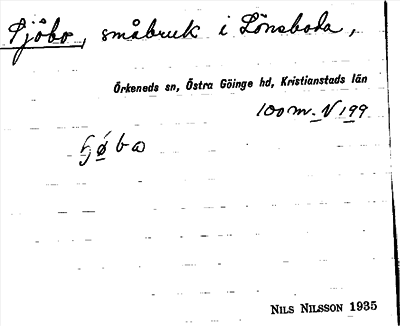 Sjöbo, småbruk i Lönsboda,
Örkeneds sn, Östra Göinge hd, Kristianstads län
100 m. N 199
NILS NILSSON 1935